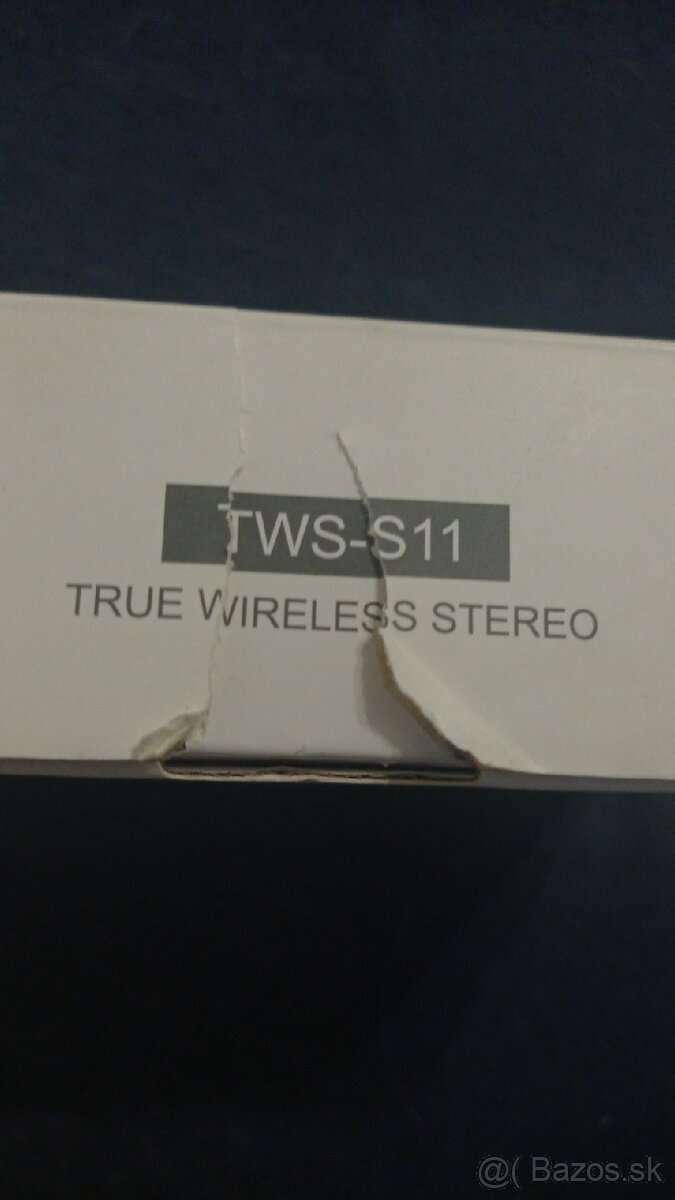 TWS-S11
TRUE WIRELESS STEREO
@( Bazos.sk